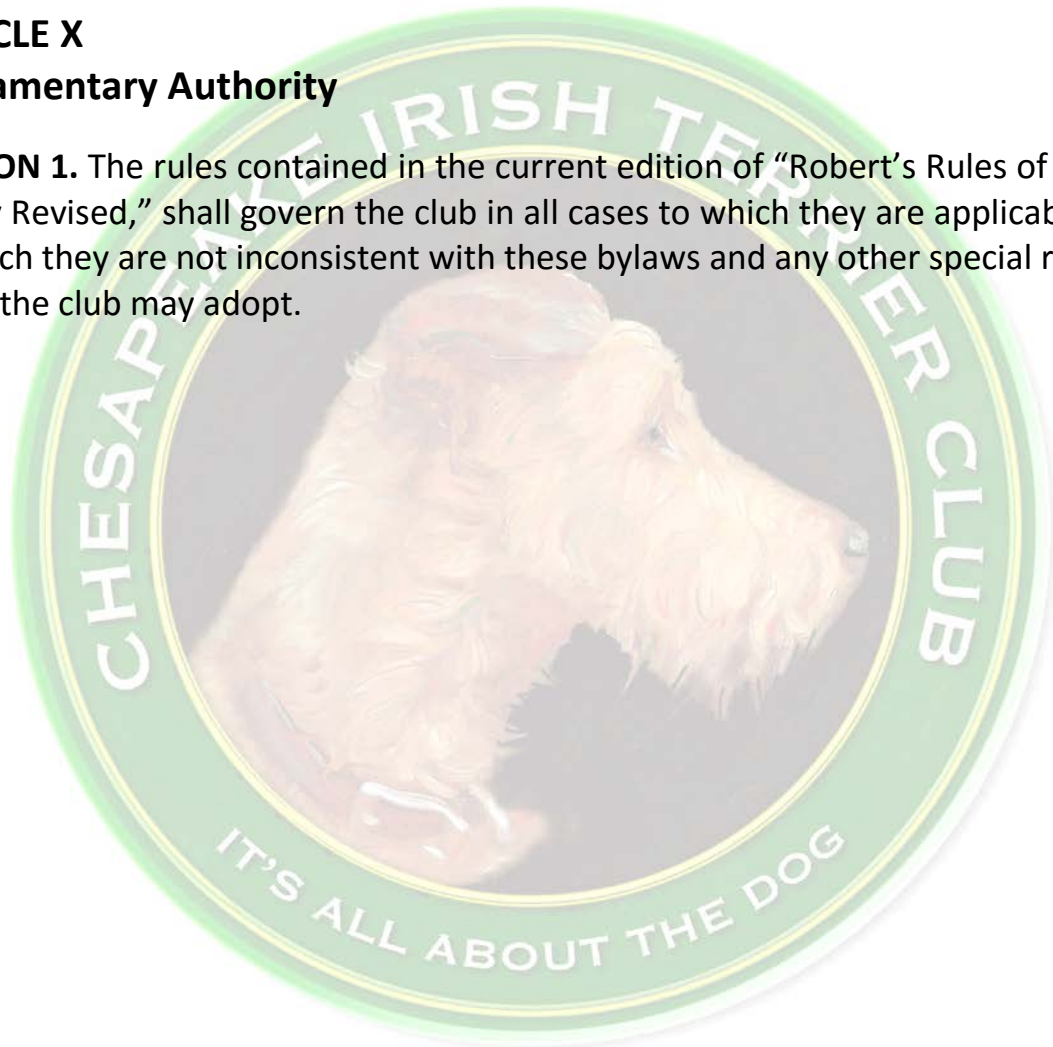 CLE X
amentary Authority
ON 1. The rules contained in the current edition of “Robert’s Rules of
y Revised,” shall govern the club in all cases to which they are applicab
ch they are not inconsistent with these bylaws and any other special r
the club may adopt.
CHESAPEAKE IRISH TERRIER CLUB
IT'S ALL ABOUT THE DOG